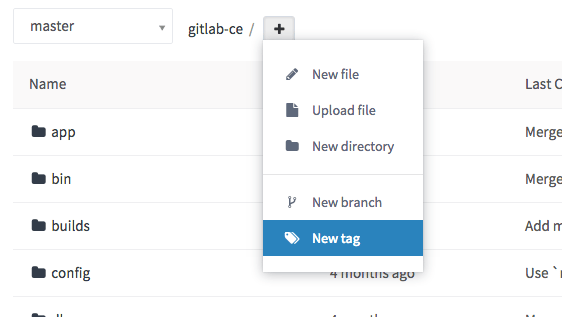 master
gitlab-ce /
New file
Name
Last C
Upload file
app
Merge
New directory
bin
Merge
New branch
builds
Add m
New tag
config
4 months ago
Use `r